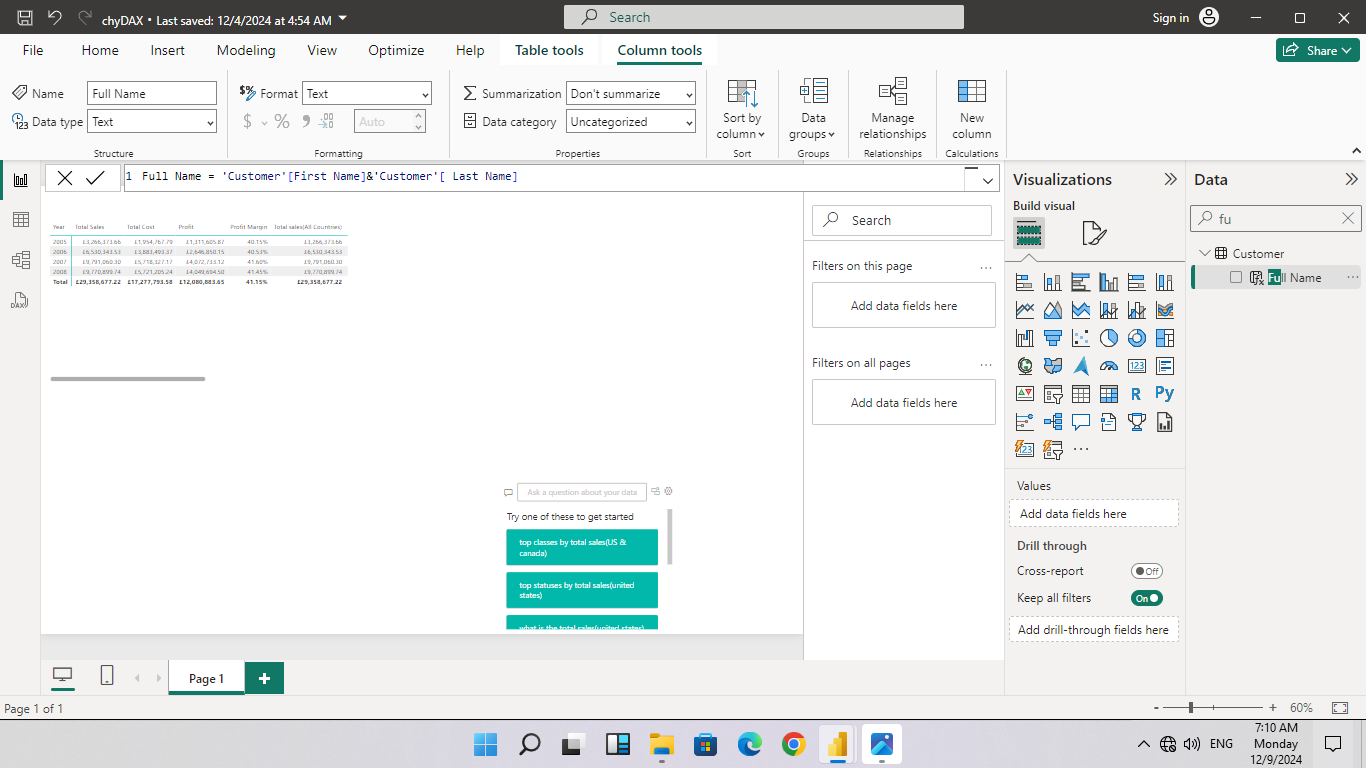 chyDAX • Last saved: 12/4/2024 at 4:54 AM
Search
Sign in
File Home Insert Modeling View Optimize Help Table tools Column tools
Share
Name Full Name
Data type Text
Structure
Format Text
$ % 9 .00
Auto
Formatting
Summarization Don't summarize
Data category Uncategorized
Properties
Sort by
column
Sort
Data
groups
Groups
Manage
relationships
Relationships
New
column
Calculations
1 Full Name = 'Customer'[First Name]&'Customer'[ Last Name]
Year Total Sales Total Cost Profit Profit Margin Total sales(All Countries)
2005 £3,266,373.66 £1,954,767.79 £1,311,605.87 40.15% £3,266,373.66
2006 £6,530,343.53 £3,883,493.37 £2,646,850.15 40.53% £6,530,343.53
2007 £9,791,060.30 £5,718,327.17 £4,072,733.12 41.60% £9,791,060.30
2008 £9,770,899.74 £5,721,205.24 £4,049,694.50 41.45% £9,770,899.74
Total £29,358,677.22 £17,277,793.58 £12,080,883.65 41.15% £29,358,677.22
Ask a question about your data
Try one of these to get started
top classes by total sales(US &
canada)
top statuses by total sales(united
states)
what is the total sales(united states)
Search
Filters on this page
Add data fields here
Filters on all pages
Add data fields here
Visualizations
Build visual
123
R
Py
123
Values
Add data fields here
Drill through
Cross-report Off
Keep all filters On
Add drill-through fields here
Data
fu
Customer
Full Name
DAX
Page 1
+
Page 1 of 1
- + 60%
ENG
7:10 AM
Monday
12/9/2024